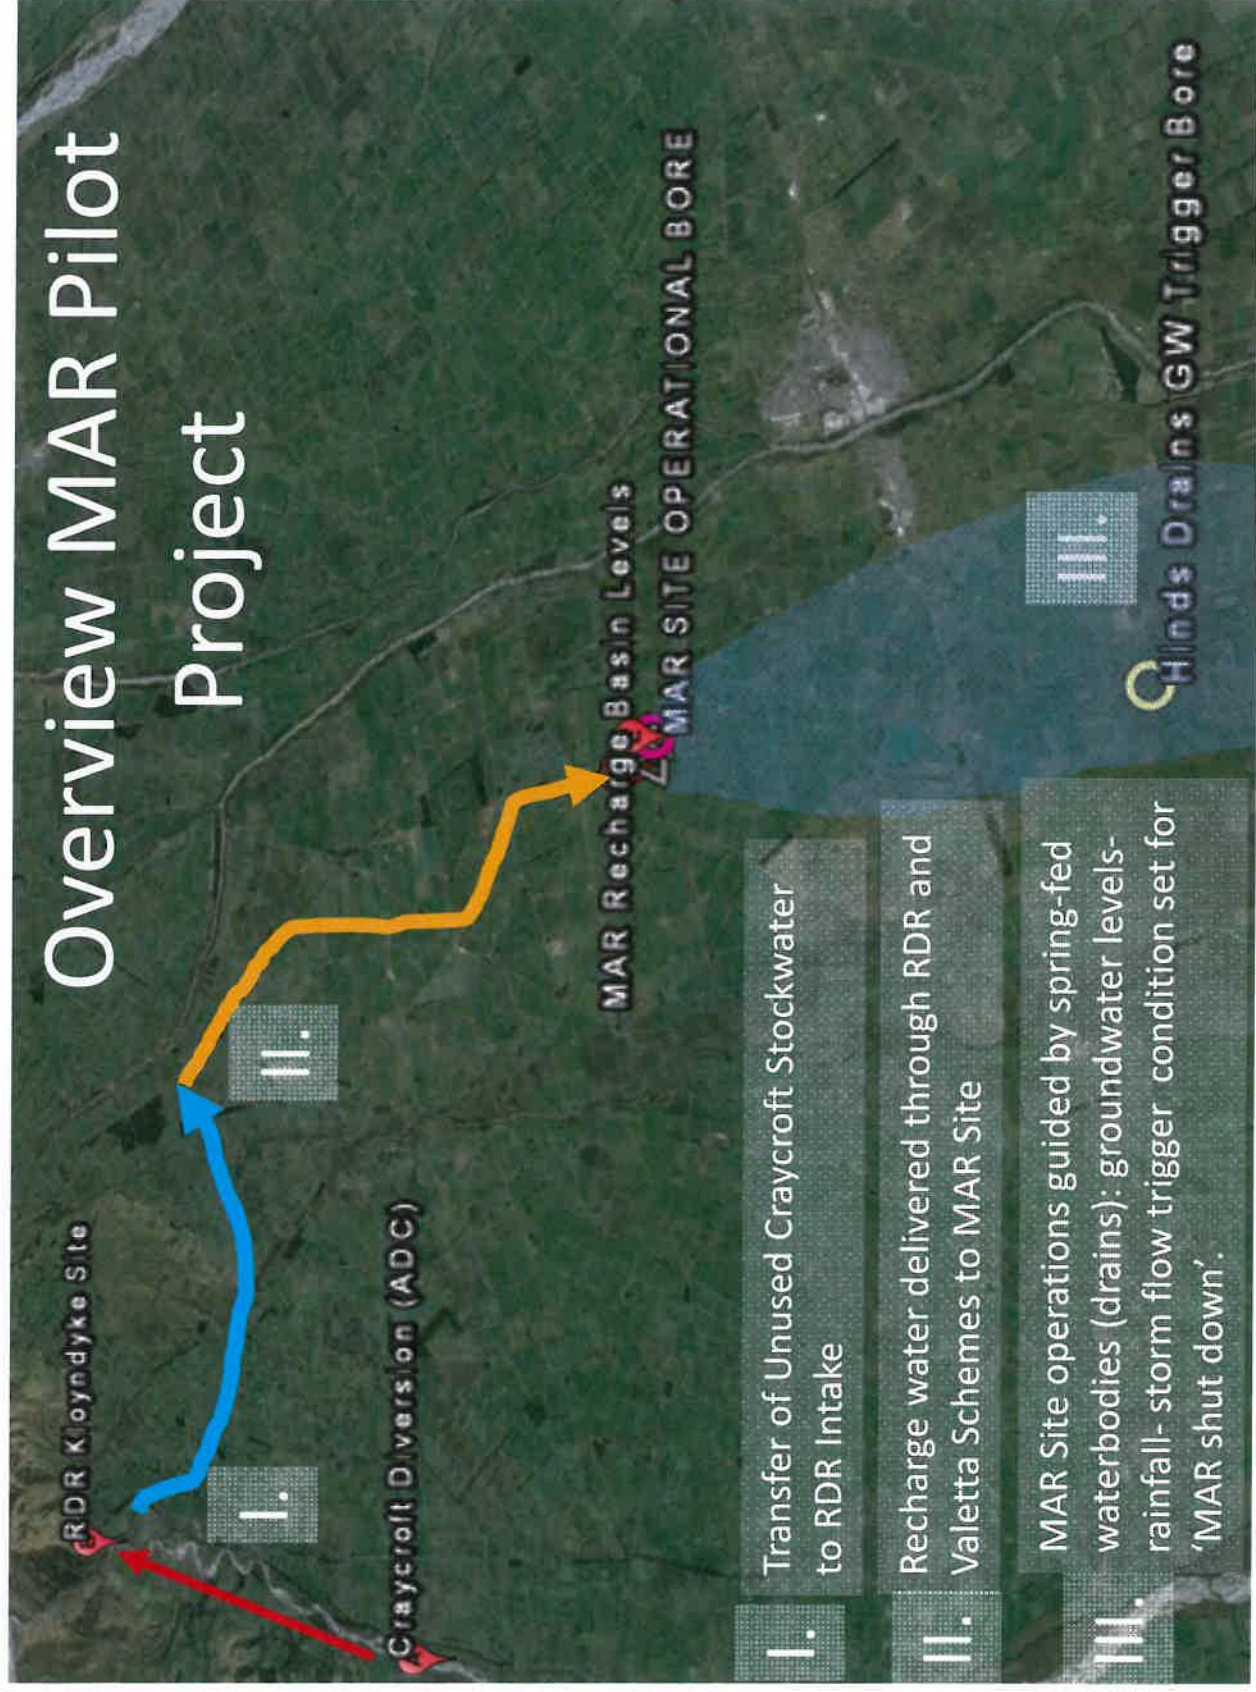 Overview MAR Pilot
Project
RDR Kloyndyke Site
I.
Craycroft Diversion (ADC)
II.
MAR Recharge Basin Levels
MAR SITE OPERATIONAL BORE
III.
Hinds Drains GW Trigger Bore
I.
Transfer of Unused Craycroft Stockwater
to RDR Intake
II.
Recharge water delivered through RDR and
Valetta Schemes to MAR Site
III.
MAR Site operations guided by spring-fed
waterbodies (drains): groundwater levels-
rainfall- storm flow trigger condition set for
‘MAR shut down’.